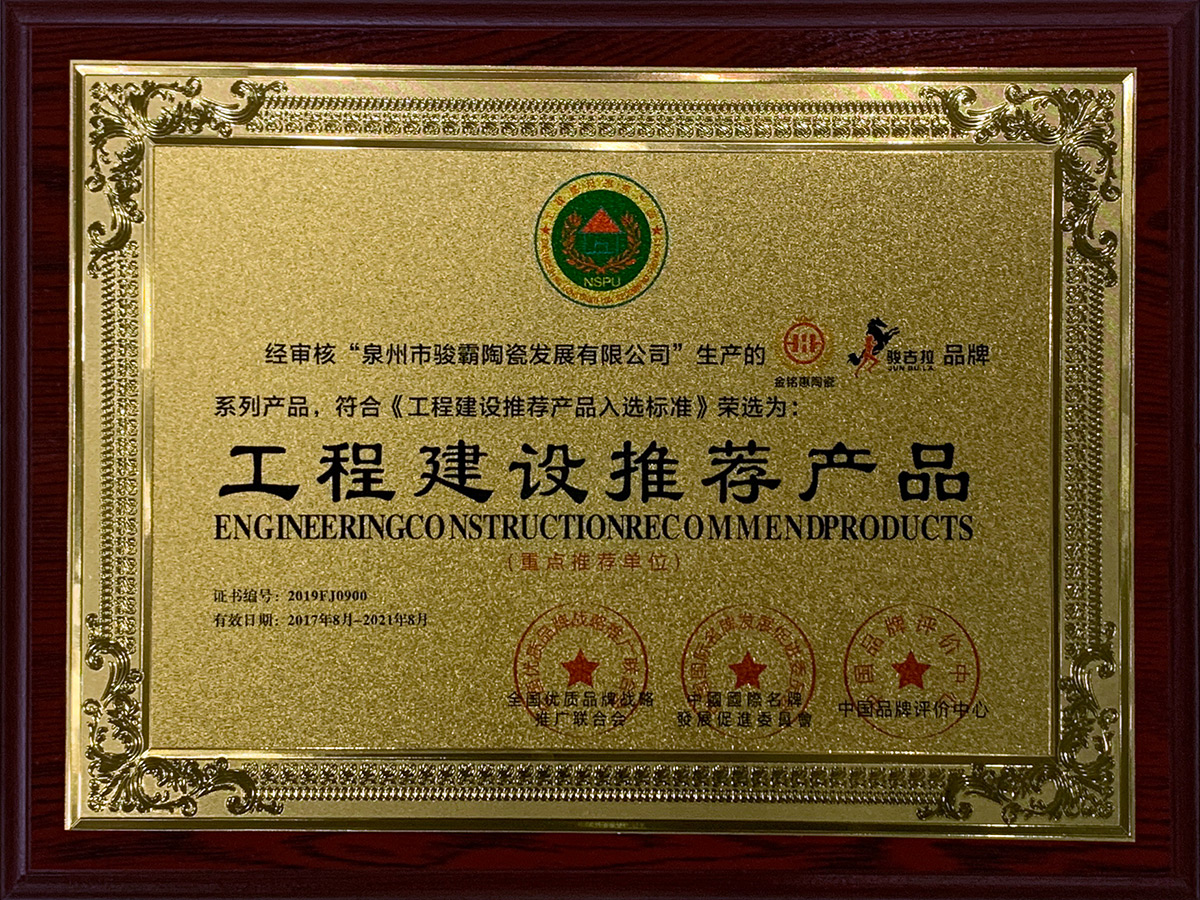 NSPU
经审核“泉州市骏霸陶瓷发展有限公司”生产的 金铭惠陶瓷 骏古拉 品牌
JUN GU LA
系列产品，符合《工程建设推荐产品入选标准》荣选为：
工程建设推荐产品
ENGINEERINGCONSTRUCTIONRECOMMENDPRODUCTS
（重点推荐单位）
证书编号：2019FJ0900
有效日期：2017年8月-2021年8月
全国优质品牌战略
推广联合会
中國國際名牌
發展促進委員會
中国品牌评价中心